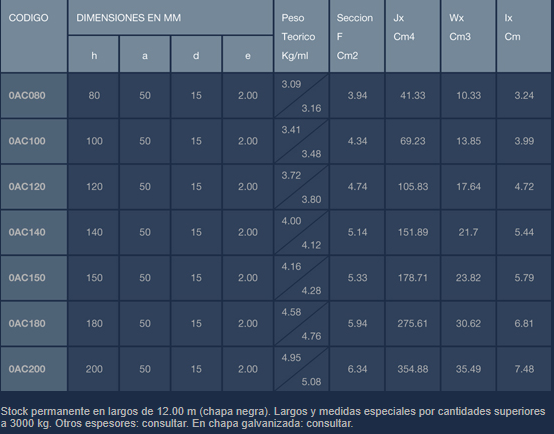 CODIGO DIMENSIONES EN MM Peso Teorico Kg/ml Seccion F Cm2 Jx Cm4 Wx Cm3 Ix Cm
h a d e
0AC080 80 50 15 2.00 3.09 3.16 3.94 41.33 10.33 3.24
0AC100 100 50 15 2.00 3.41 3.48 4.34 69.23 13.85 3.99
0AC120 120 50 15 2.00 3.72 3.80 4.74 105.83 17.64 4.72
0AC140 140 50 15 2.00 4.00 4.12 5.14 151.89 21.7 5.44
0AC150 150 50 15 2.00 4.16 4.28 5.33 178.71 23.82 5.79
0AC180 180 50 15 2.00 4.58 4.76 5.94 275.61 30.62 6.81
0AC200 200 50 15 2.00 4.95 5.08 6.34 354.88 35.49 7.48
Stock permanente en largos de 12.00 m (chapa negra). Largos y medidas especiales por cantidades superiores
a 3000 kg. Otros espesores: consultar. En chapa galvanizada: consultar.